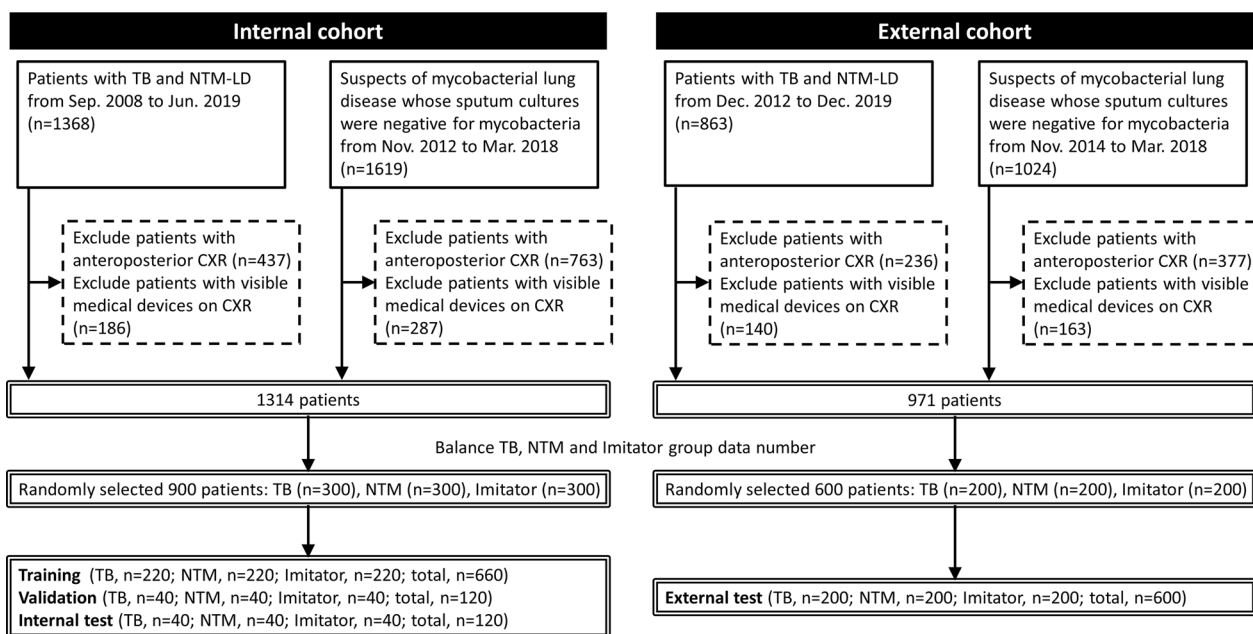 Internal cohort
Patients with TB and NTM-LD
from Sep. 2008 to Jun. 2019
(n=1368)
Suspects of mycobacterial lung
disease whose sputum cultures
were negative for mycobacteria
from Nov. 2012 to Mar. 2018
(n=1619)
Exclude patients with
anteroposterior CXR (n=437)
Exclude patients with visible
medical devices on CXR
(n=186)
Exclude patients with
anteroposterior CXR (n=763)
Exclude patients with visible
medical devices on CXR
(n=287)
1314 patients
External cohort
Patients with TB and NTM-LD
from Dec. 2012 to Dec. 2019
(n=863)
Suspects of mycobacterial lung
disease whose sputum cultures
were negative for mycobacteria
from Nov. 2014 to Mar. 2018
(n=1024)
Exclude patients with
anteroposterior CXR (n=236)
Exclude patients with visible
medical devices on CXR
(n=140)
Exclude patients with
anteroposterior CXR (n=377)
Exclude patients with visible
medical devices on CXR
(n=163)
971 patients
Balance TB, NTM and Imitator group data number
Randomly selected 900 patients: TB (n=300), NTM (n=300), Imitator (n=300)
Randomly selected 600 patients: TB (n=200), NTM (n=200), Imitator (n=200)
Training (TB, n=220; NTM, n=220; Imitator, n=220; total, n=660)
Validation (TB, n=40; NTM, n=40; Imitator, n=40; total, n=120)
Internal test (TB, n=40; NTM, n=40; Imitator, n=40; total, n=120)
External test (TB, n=200; NTM, n=200; Imitator, n=200; total, n=600)